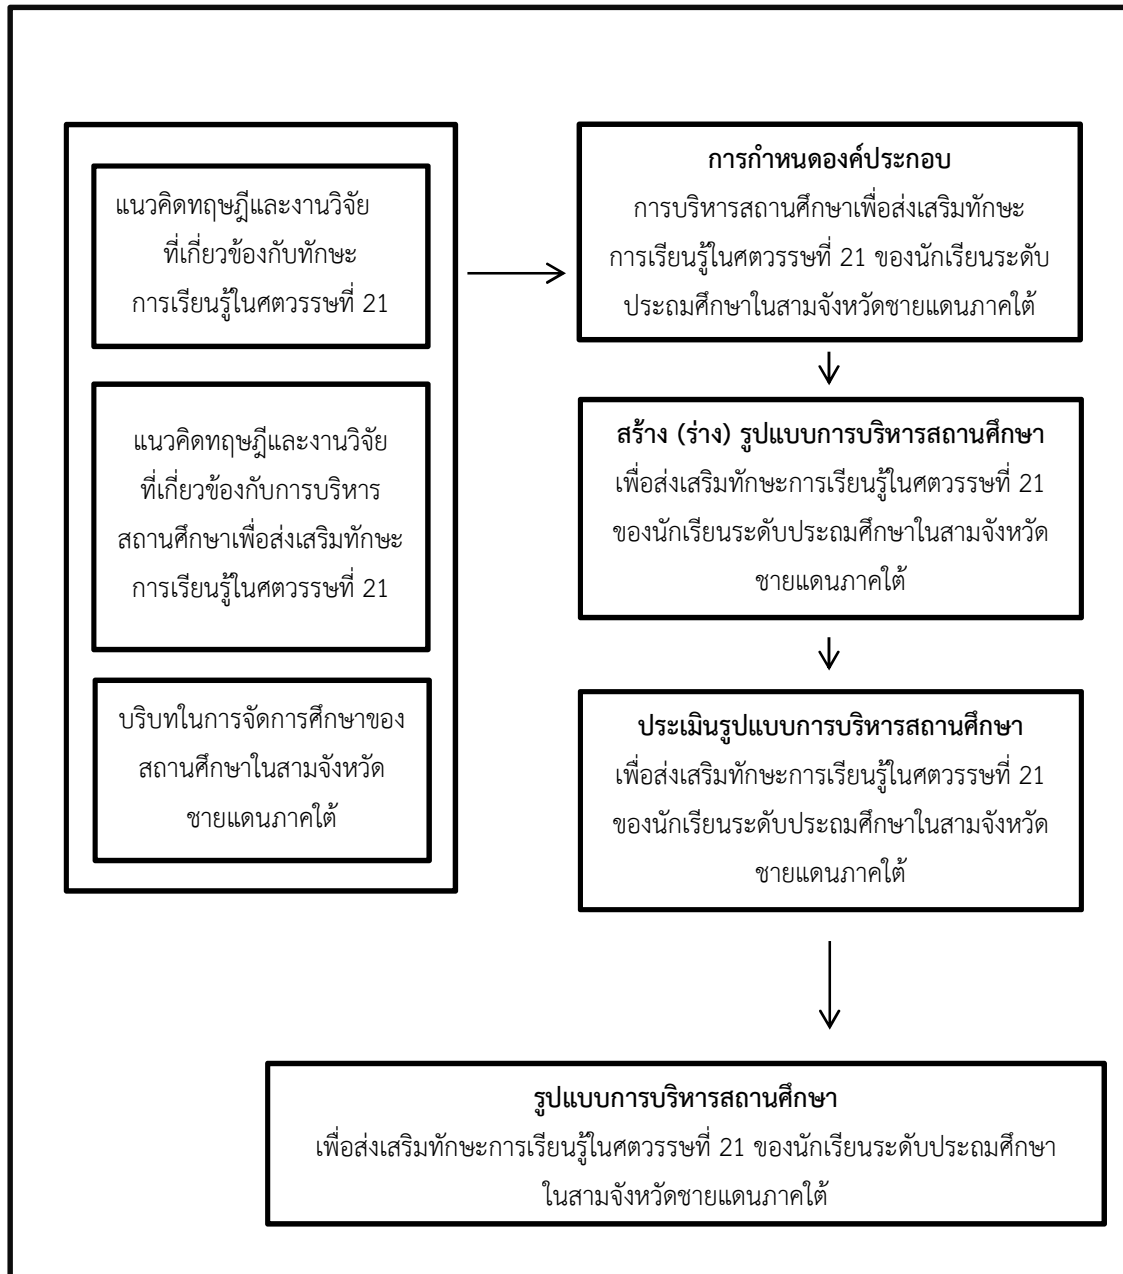 แนวคิดทฤษฎีและงานวิจัย
ที่เกี่ยวข้องกับทักษะ
การเรียนรู้ในศตวรรษที่ 21
แนวคิดทฤษฎีและงานวิจัย
ที่เกี่ยวข้องกับการบริหาร
สถานศึกษาเพื่อส่งเสริมทักษะ
การเรียนรู้ในศตวรรษที่ 21
บริบทในการจัดการศึกษาของ
สถานศึกษาในสามจังหวัด
ชายแดนภาคใต้
การกำหนดองค์ประกอบ
การบริหารสถานศึกษาเพื่อส่งเสริมทักษะ
การเรียนรู้ในศตวรรษที่ 21 ของนักเรียนระดับ
ประถมศึกษาในสามจังหวัดชายแดนภาคใต้
สร้าง (ร่าง) รูปแบบการบริหารสถานศึกษา
เพื่อส่งเสริมทักษะการเรียนรู้ในศตวรรษที่ 21
ของนักเรียนระดับประถมศึกษาในสามจังหวัด
ชายแดนภาคใต้
ประเมินรูปแบบการบริหารสถานศึกษา
เพื่อส่งเสริมทักษะการเรียนรู้ในศตวรรษที่ 21
ของนักเรียนระดับประถมศึกษาในสามจังหวัด
ชายแดนภาคใต้
รูปแบบการบริหารสถานศึกษา
เพื่อส่งเสริมทักษะการเรียนรู้ในศตวรรษที่ 21 ของนักเรียนระดับประถมศึกษา
ในสามจังหวัดชายแดนภาคใต้